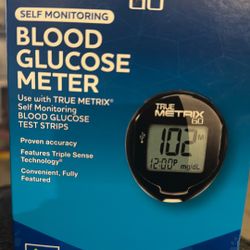 GO
SELF MONITORING
BLOOD
GLUCOSE
METER
Use with TRUE METRIX®
Self Monitoring
BLOOD GLUCOSE
TEST STRIPS
Proven accuracy
Features Triple Sense
Technology®
Convenient, Fully
Featured
TRUE
METRIX
GO
102
12:00P mg/dL